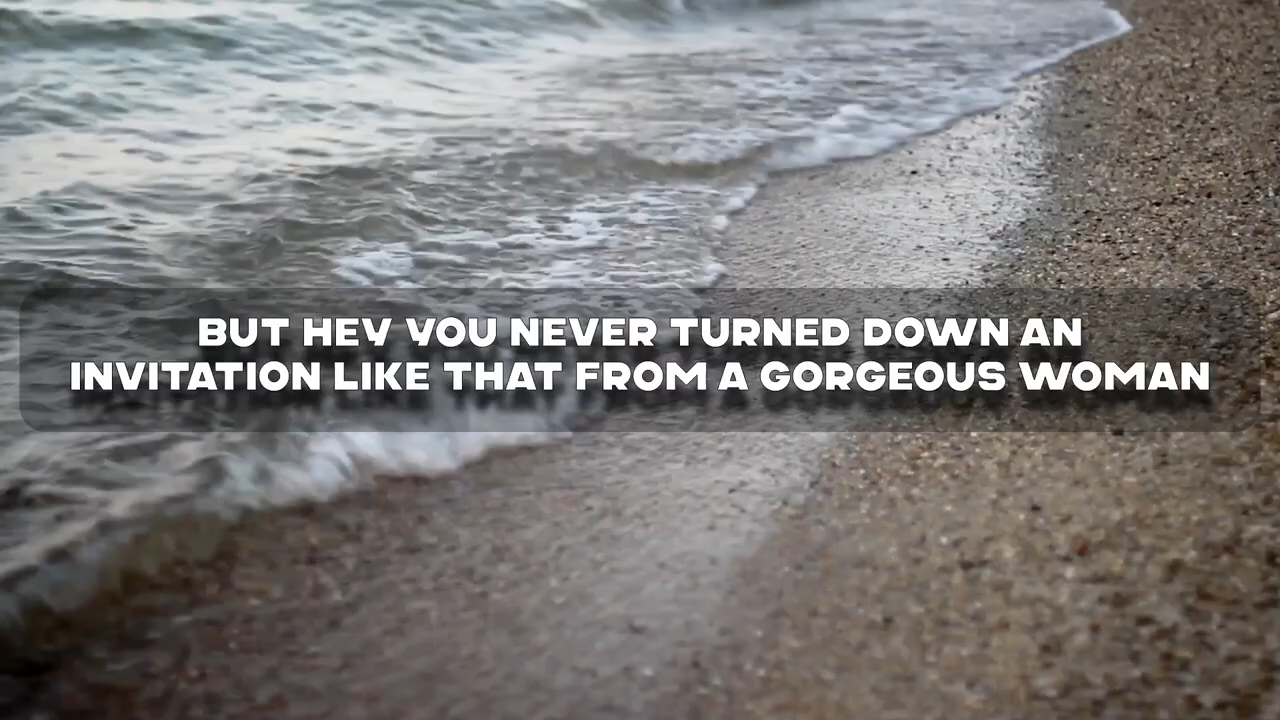 BUT HEY YOU NEVER TURNED DOWN AN
INVITATION LIKE THAT FROM A GORGEOUS WOMAN